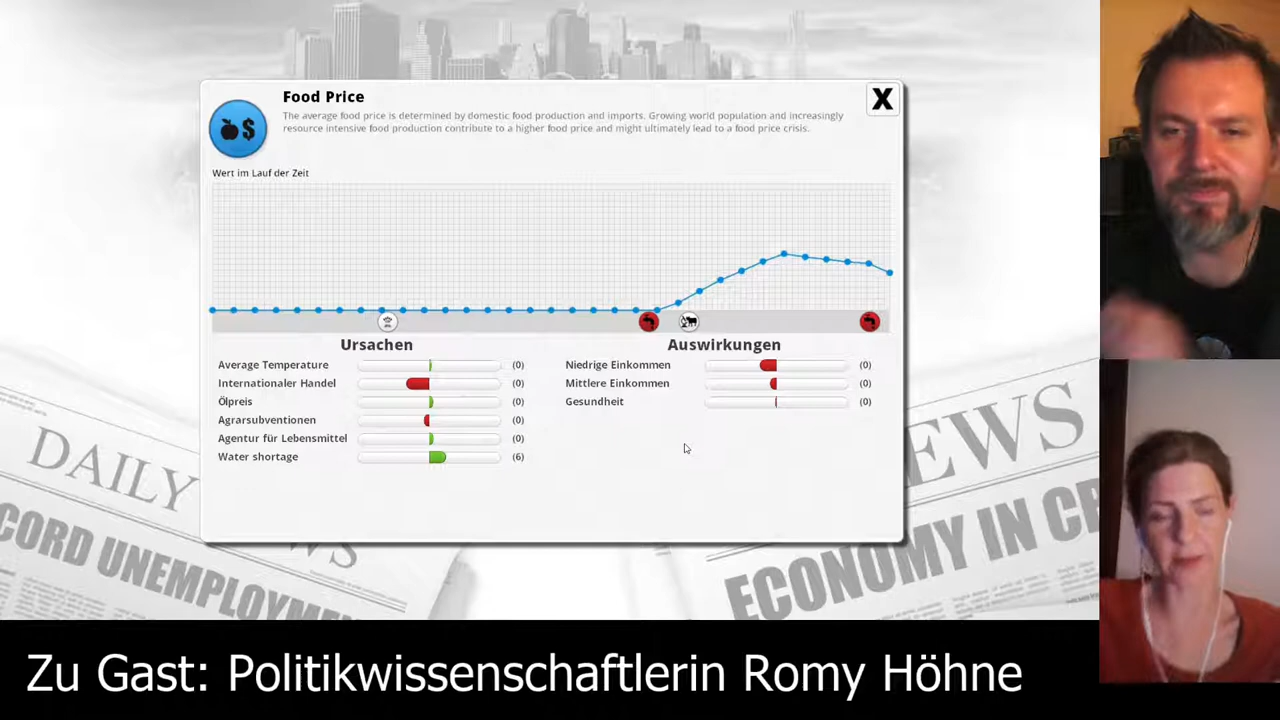 Food Price
X
The average food price is determined by domestic food production and imports. Growing world population and increasingly
resource intensive food production contribute to a higher food price and might ultimately lead to a food price crisis.
Wert im Lauf der Zeit
Ursachen
Average Temperature (0)
Internationaler Handel (0)
Ölpreis (0)
Agrarsubventionen (0)
Agentur für Lebensmittel (0)
Water shortage (6)
Auswirkungen
Niedrige Einkommen (0)
Mittlere Einkommen (0)
Gesundheit (0)
DAILY
NEWS
ECONOMY IN CR
Zu Gast: Politikwissenschaftlerin Romy Höhne